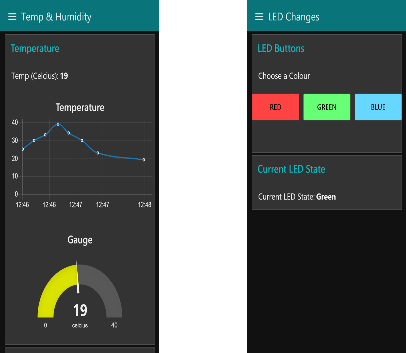 Temp & Humidity
Temperature
Temp (Celcius): 19
Temperature
40
30
20
10
0
12:46 12:46 12:47 12:47 12:48
Gauge
19
0 celcius 40
LED Changes
LED Buttons
Choose a Colour
RED GREEN BLUE
Current LED State
Current LED State: Green